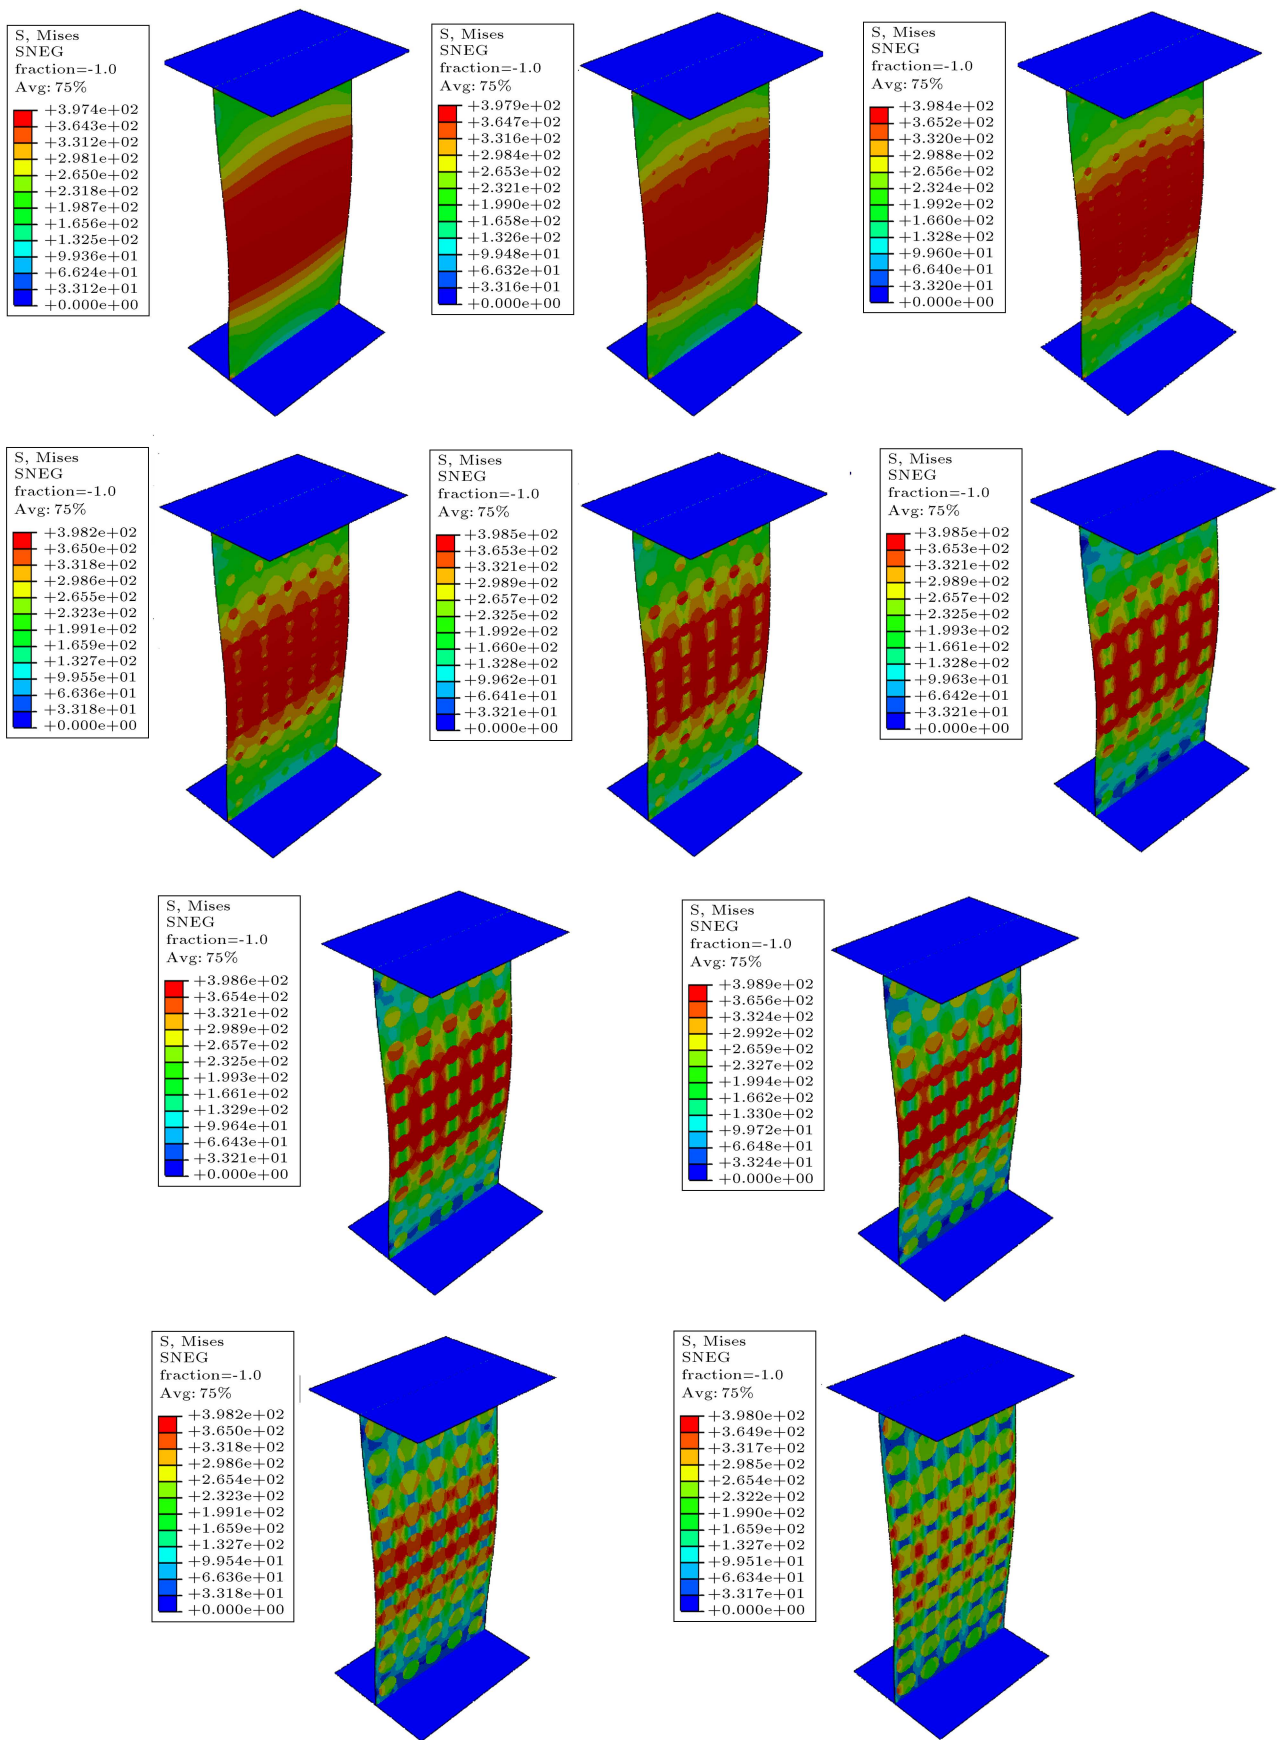 S, Mises
SNEG
fraction=-1.0
Avg: 75%
+3.974e+02
+3.643e+02
+3.312e+02
+2.981e+02
+2.650e+02
+2.318e+02
+1.987e+02
+1.656e+02
+1.325e+02
+9.936e+01
+6.624e+01
+3.312e+01
+0.000e+00
S, Mises
SNEG
fraction=-1.0
Avg: 75%
+3.979e+02
+3.647e+02
+3.316e+02
+2.984e+02
+2.653e+02
+2.321e+02
+1.990e+02
+1.658e+02
+1.326e+02
+9.948e+01
+6.632e+01
+3.316e+01
+0.000e+00
S, Mises
SNEG
fraction=-1.0
Avg: 75%
+3.984e+02
+3.652e+02
+3.320e+02
+2.988e+02
+2.656e+02
+2.324e+02
+1.992e+02
+1.660e+02
+1.328e+02
+9.960e+01
+6.640e+01
+3.320e+01
+0.000e+00
S, Mises
SNEG
fraction=-1.0
Avg: 75%
+3.982e+02
+3.650e+02
+3.318e+02
+2.986e+02
+2.655e+02
+2.323e+02
+1.991e+02
+1.659e+02
+1.327e+02
+9.955e+01
+6.636e+01
+3.318e+01
+0.000e+00
S, Mises
SNEG
fraction=-1.0
Avg: 75%
+3.985e+02
+3.653e+02
+3.321e+02
+2.989e+02
+2.657e+02
+2.325e+02
+1.992e+02
+1.660e+02
+1.328e+02
+9.962e+01
+6.641e+01
+3.321e+01
+0.000e+00
S, Mises
SNEG
fraction=-1.0
Avg: 75%
+3.985e+02
+3.653e+02
+3.321e+02
+2.989e+02
+2.657e+02
+2.325e+02
+1.993e+02
+1.661e+02
+1.328e+02
+9.963e+01
+6.642e+01
+3.321e+01
+0.000e+00
S, Mises
SNEG
fraction=-1.0
Avg: 75%
+3.986e+02
+3.654e+02
+3.321e+02
+2.989e+02
+2.657e+02
+2.325e+02
+1.993e+02
+1.661e+02
+1.329e+02
+9.964e+01
+6.643e+01
+3.321e+01
+0.000e+00
S, Mises
SNEG
fraction=-1.0
Avg: 75%
+3.989e+02
+3.656e+02
+3.324e+02
+2.992e+02
+2.659e+02
+2.327e+02
+1.994e+02
+1.662e+02
+1.330e+02
+9.972e+01
+6.648e+01
+3.324e+01
+0.000e+00
S, Mises
SNEG
fraction=-1.0
Avg: 75%
+3.982e+02
+3.650e+02
+3.318e+02
+2.986e+02
+2.654e+02
+2.323e+02
+1.991e+02
+1.659e+02
+1.327e+02
+9.954e+01
+6.636e+01
+3.318e+01
+0.000e+00
S, Mises
SNEG
fraction=-1.0
Avg: 75%
+3.980e+02
+3.649e+02
+3.317e+02
+2.985e+02
+2.654e+02
+2.322e+02
+1.990e+02
+1.659e+02
+1.327e+02
+9.951e+01
+6.634e+01
+3.317e+01
+0.000e+00